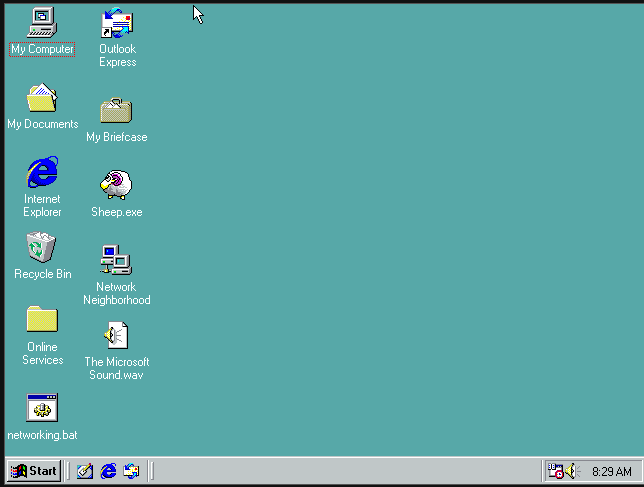 My Computer
Outlook
Express
My Documents
My Briefcase
Internet
Explorer
Sheep.exe
Recycle Bin
Network
Neighborhood
Online
Services
The Microsoft
Sound.wav
networking.bat
Start
8:29 AM